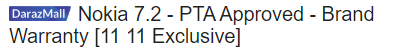 DarazMall Nokia 7.2 - PTA Approved - Brand
Warranty [11 11 Exclusive]